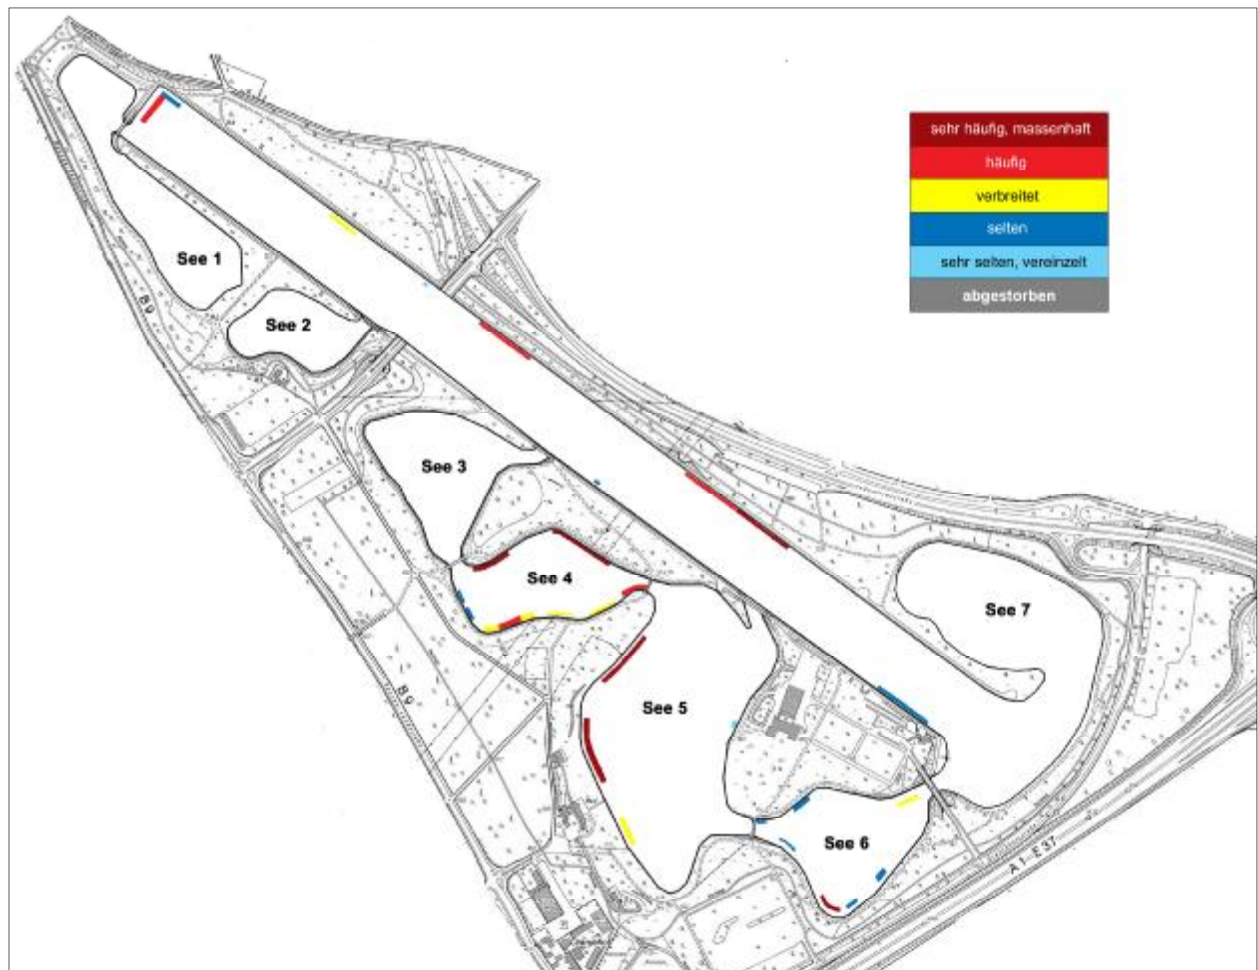 sehr häufig, massenhaft
häufig
verbreitet
selten
sehr selten, vereinzelt
abgestorben
See 1
B 9
See 2
See 3
See 4
See 7
B 9
See 5
See 6
A 1 - E 37